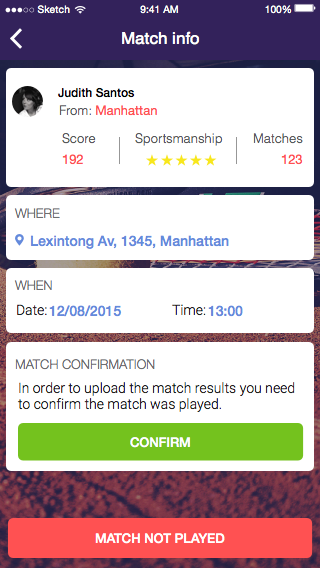 Sketch 9:41 AM 100%
Match info
Judith Santos
From: Manhattan
Score Sportsmanship Matches
192 123
WHERE
Lexintong Av, 1345, Manhattan
WHEN
Date: 12/08/2015 Time: 13:00
MATCH CONFIRMATION
In order to upload the match results you need
to confirm the match was played.
CONFIRM
MATCH NOT PLAYED